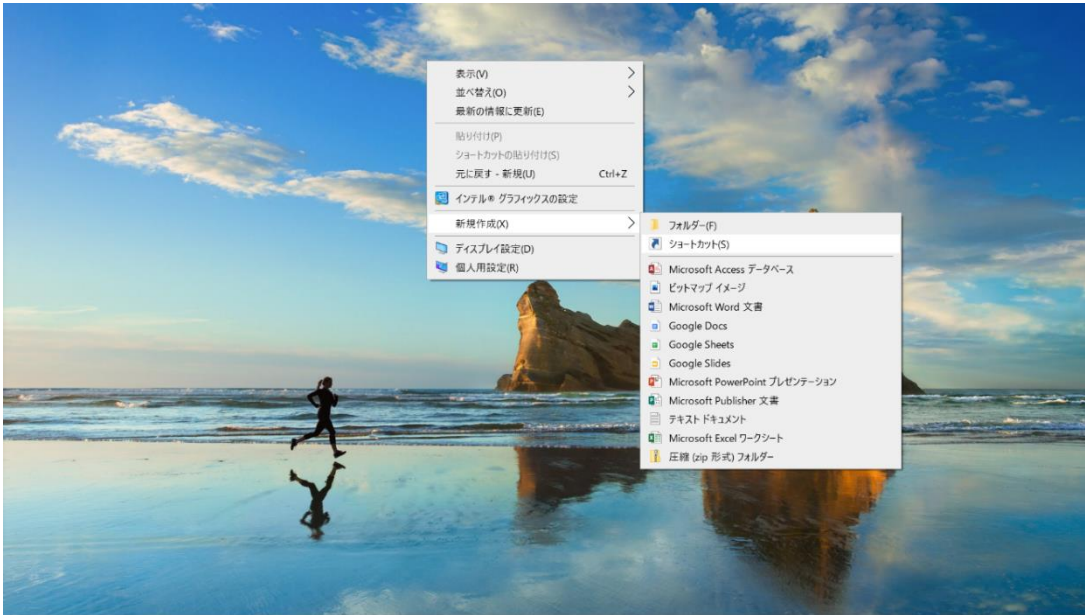 表示(V)
並べ替え(O)
最新の情報に更新(E)
貼り付け(P)
ショートカットの貼り付け(S)
元に戻す - 新規(U) Ctrl+Z
インテル® グラフィックスの設定
新規作成(X)
ディスプレイ設定(D)
個人用設定(R)
フォルダー(F)
ショートカット(S)
Microsoft Access データベース
ビットマップ イメージ
Microsoft Word 文書
Google Docs
Google Sheets
Google Slides
Microsoft PowerPoint プレゼンテーション
Microsoft Publisher 文書
テキスト ドキュメント
Microsoft Excel ワークシート
圧縮 (zip 形式) フォルダー